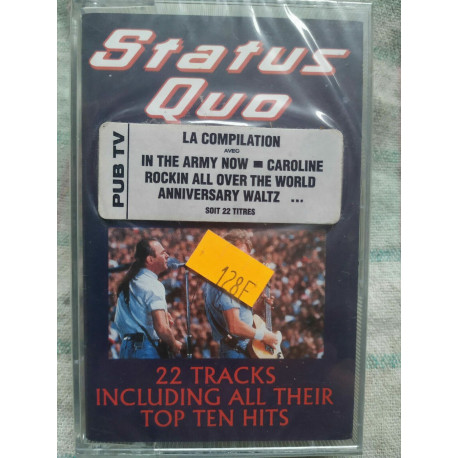 Status
Quo
PUB TV
LA COMPILATION
AVEC
IN THE ARMY NOW = CAROLINE
ROCKIN ALL OVER THE WORLD
ANNIVERSARY WALTZ ...
SOIT 22 TITRES
128F
22 TRACKS
INCLUDING ALL THEIR
TOP TEN HITS